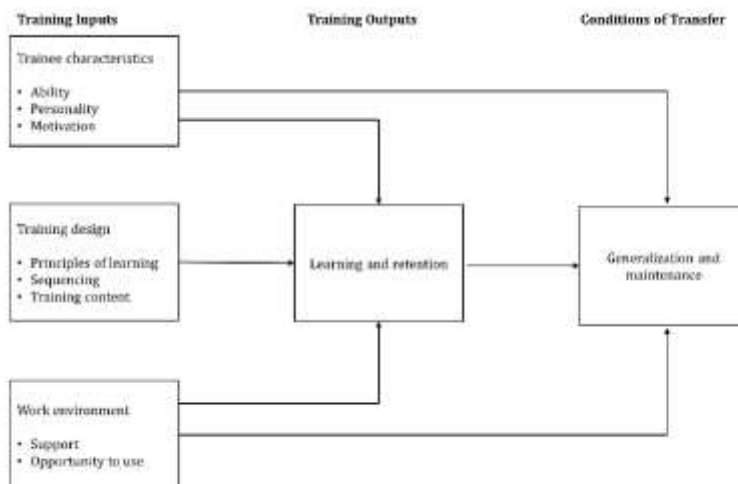 Training Inputs
Training Outputs
Conditions of Transfer
Trainee characteristics
• Ability
• Personality
• Motivation
Training design
• Principles of learning
• Sequencing
• Training content
Learning and retention
Generalization and
maintenance
Work environment
• Support
• Opportunity to use